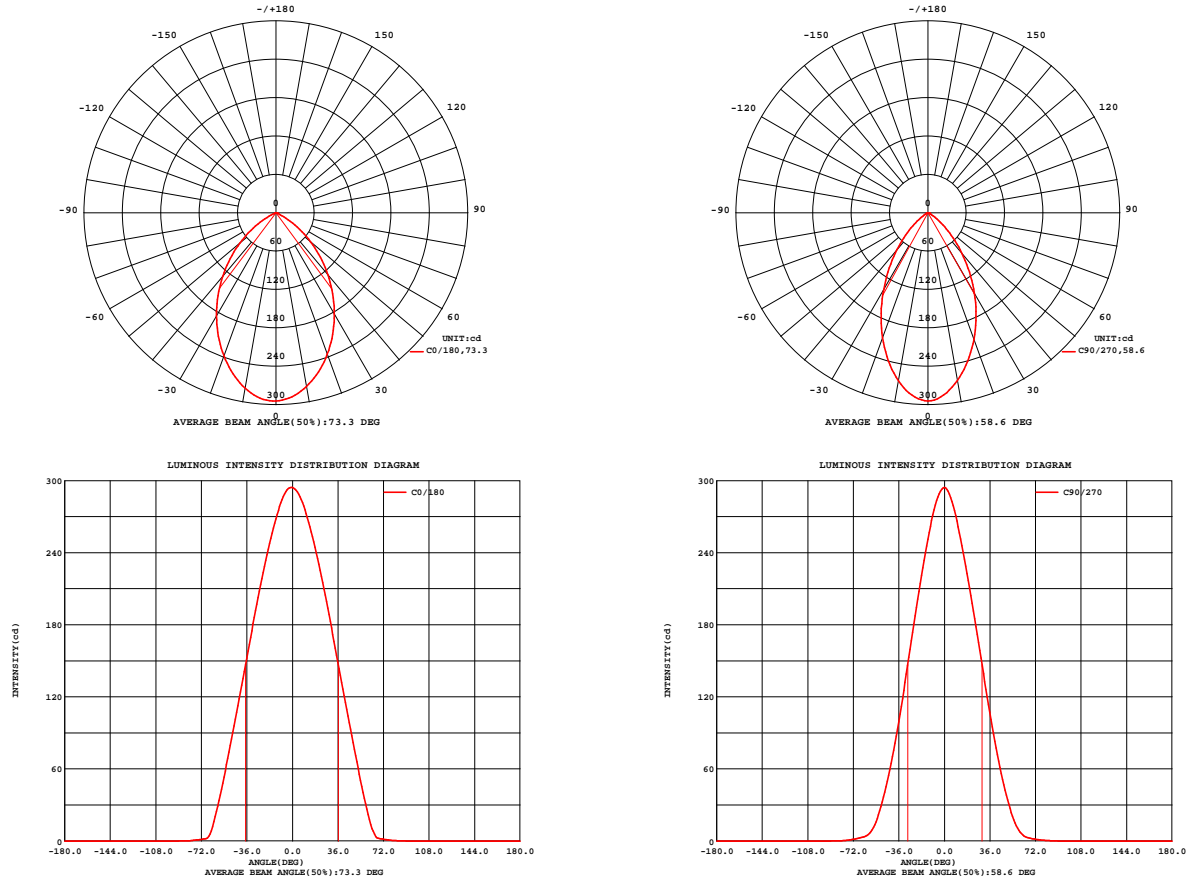 -/+180
-150 150
-120 120
-90 90
-60 60
-30 30
0
60
120
180
240
300
0
UNIT:cd
C0/180,73.3
AVERAGE BEAM ANGLE(50%):73.3 DEG
-/+180
-150 150
-120 120
-90 90
-60 60
-30 30
0
60
120
180
240
300
0
UNIT:cd
C90/270,58.6
AVERAGE BEAM ANGLE(50%):58.6 DEG
LUMINOUS INTENSITY DISTRIBUTION DIAGRAM
C0/180
INTENSITY(cd)
300
240
180
120
60
0
-180.0 -144.0 -108.0 -72.0 -36.0 0.0 36.0 72.0 108.0 144.0 180.0
ANGLE(DEG)
AVERAGE BEAM ANGLE(50%):73.3 DEG
LUMINOUS INTENSITY DISTRIBUTION DIAGRAM
C90/270
INTENSITY(cd)
300
240
180
120
60
0
-180.0 -144.0 -108.0 -72.0 -36.0 0.0 36.0 72.0 108.0 144.0 180.0
ANGLE(DEG)
AVERAGE BEAM ANGLE(50%):58.6 DEG